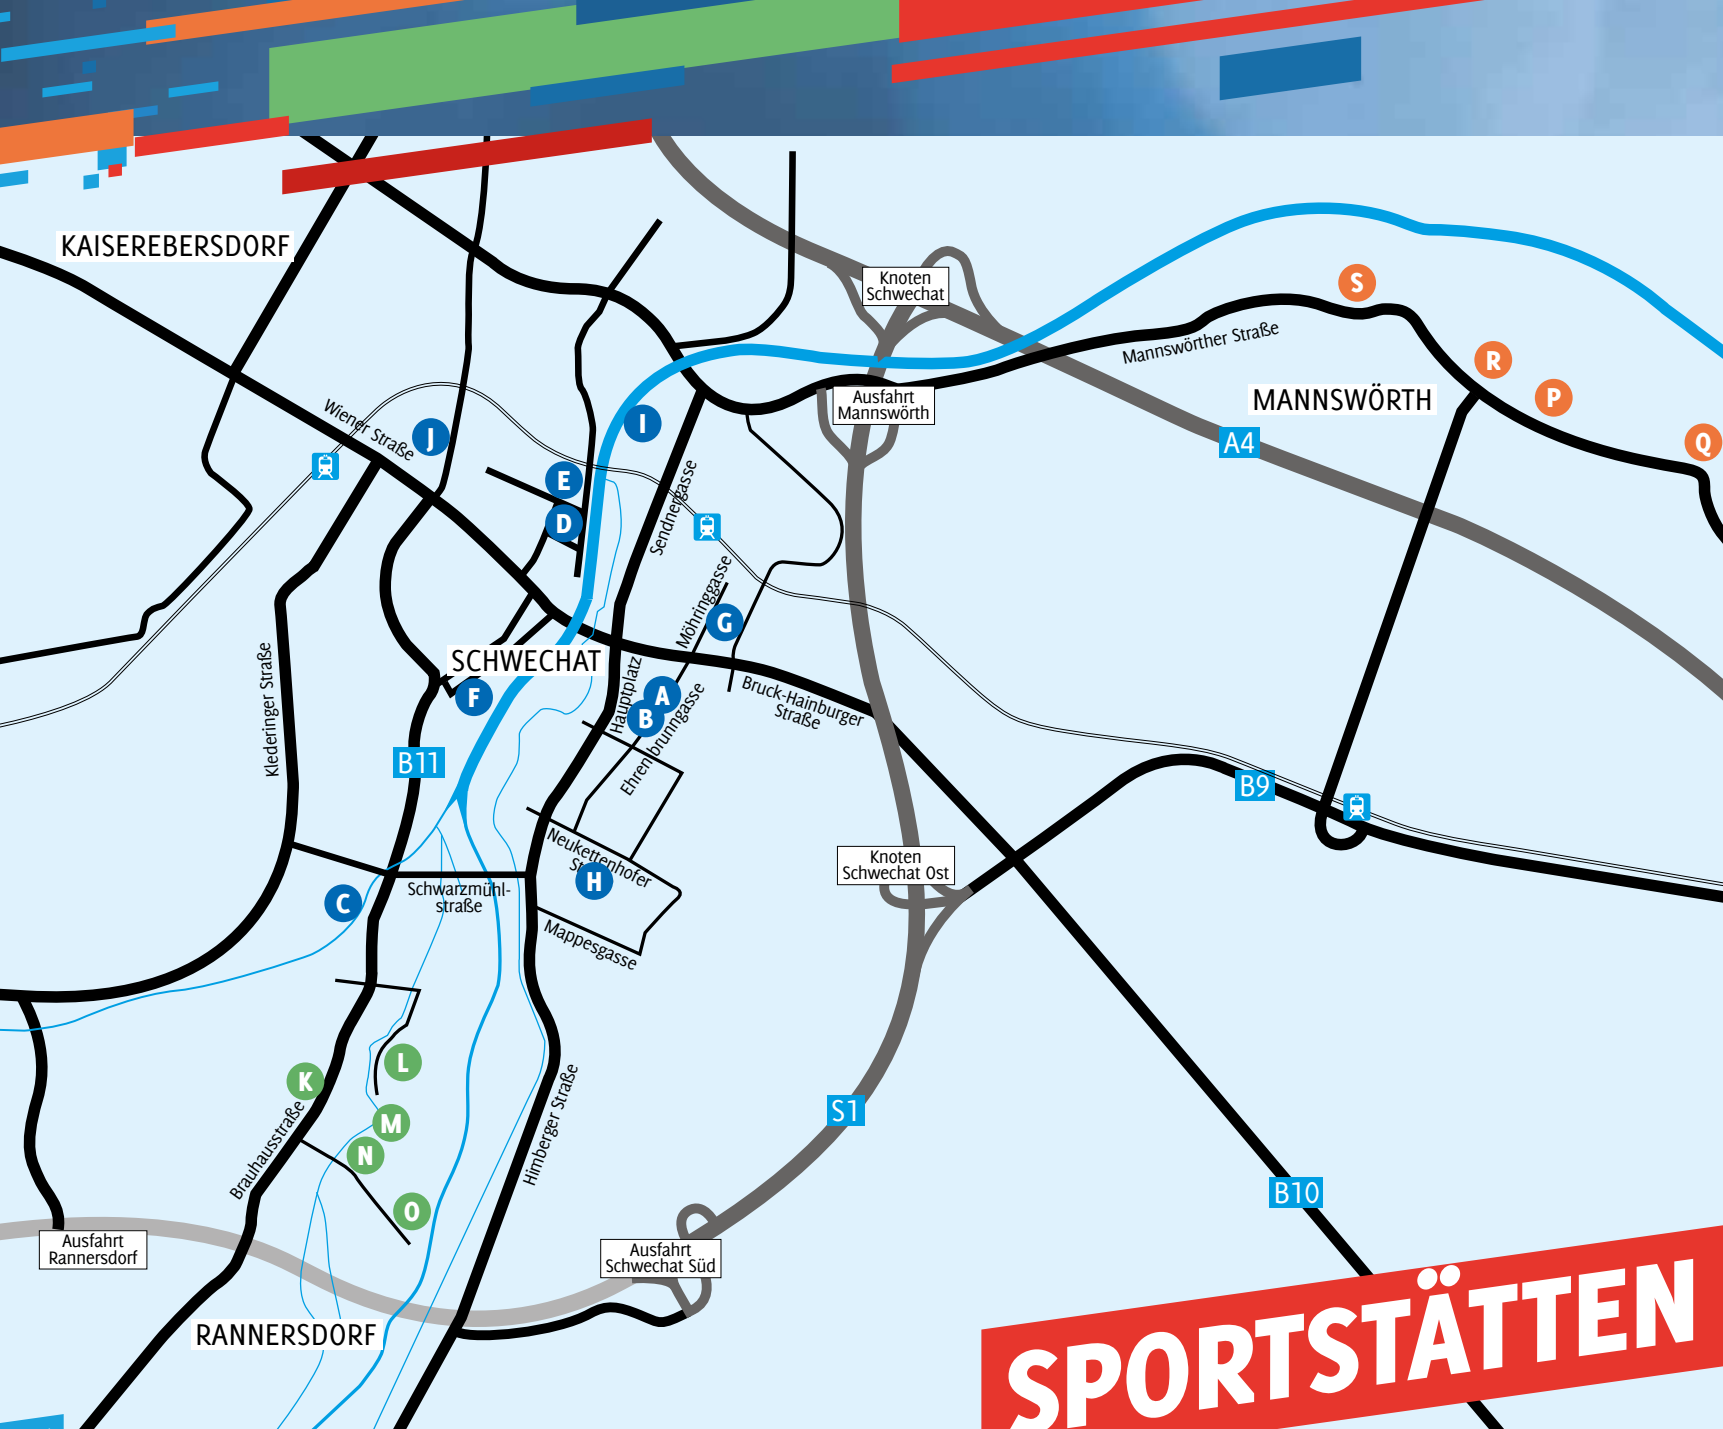 KAISEREBERSDORF
Knoten
Schwechat
S
Mannswörther Straße
R
MANNSWÖRTH
P
Ausfahrt
Mannswörth
A4
Q
Wiener Straße
J
I
E
D
Sendnergasse
Möhringgasse
G
SCHWECHAT
Klederinger Straße
F
Hauptplatz
A
B
Ehrenbrunngasse
Bruck-Hainburger
Straße
B11
B9
Neukettenhofer
H
Knoten
Schwechat Ost
C
Schwarzmühl-
straße
Mappesgasse
L
K
M
N
Brauhausstraße
Himberger Straße
S1
O
B10
Ausfahrt
Rannersdorf
Ausfahrt
Schwechat Süd
RANNERSDORF
SPORTSTÄTTEN